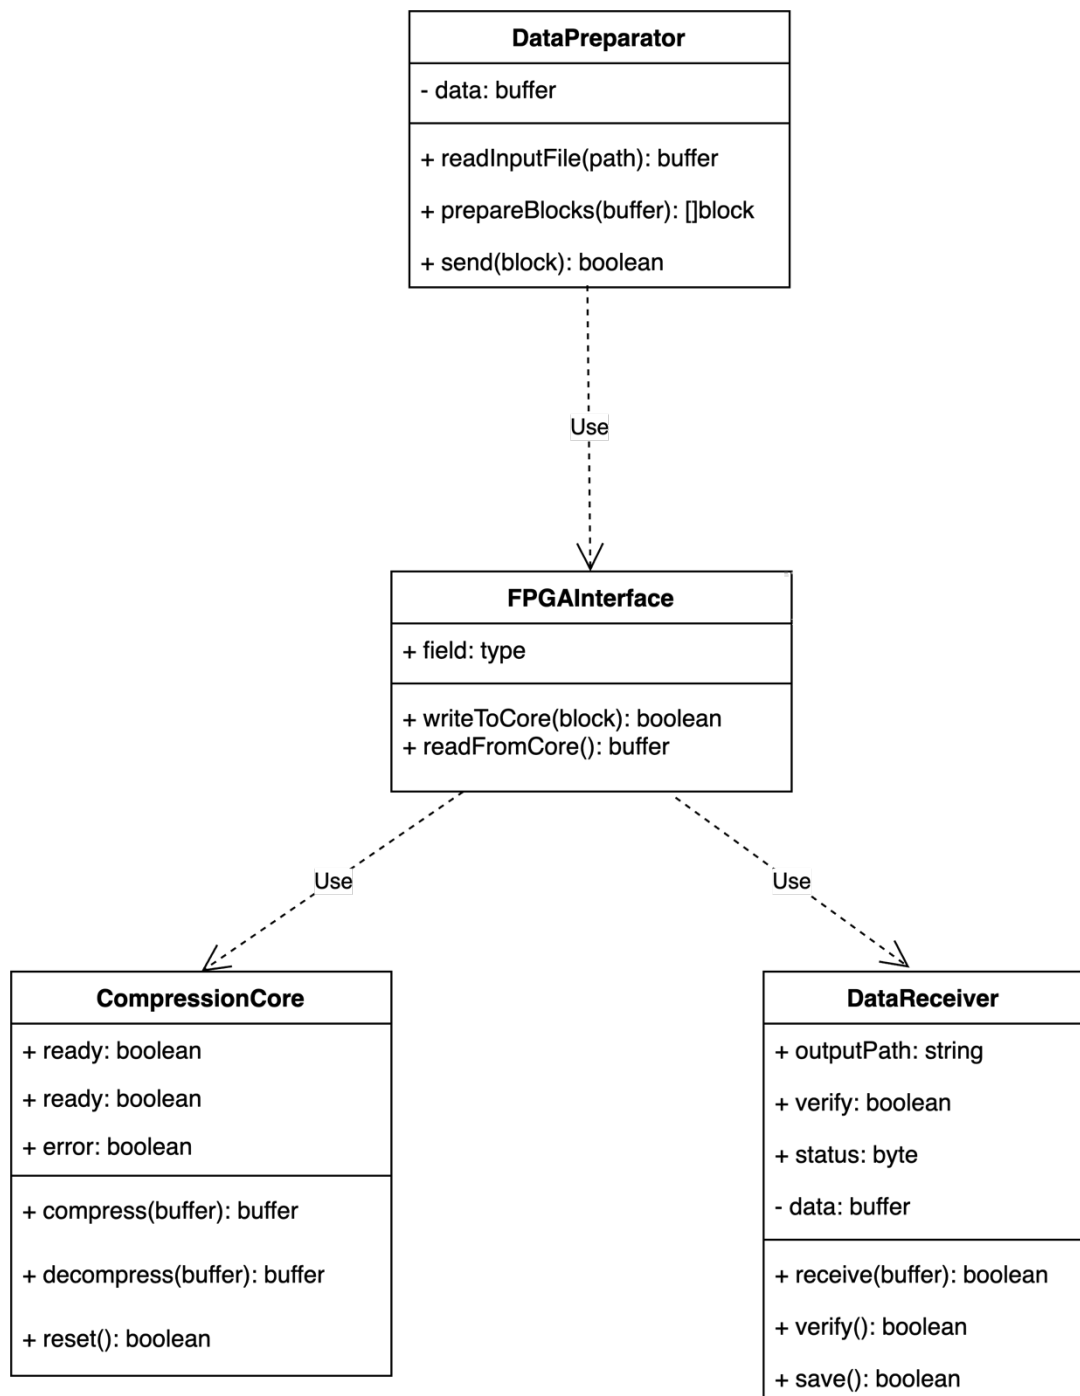 DataPreparator
- data: buffer
+ readInputFile(path): buffer
+ prepareBlocks(buffer): []block
+ send(block): boolean
Use
FPGAInterface
+ field: type
+ writeToCore(block): boolean
+ readFromCore(): buffer
Use
Use
CompressionCore
+ ready: boolean
+ ready: boolean
+ error: boolean
+ compress(buffer): buffer
+ decompress(buffer): buffer
+ reset(): boolean
DataReceiver
+ outputPath: string
+ verify: boolean
+ status: byte
- data: buffer
+ receive(buffer): boolean
+ verify(): boolean
+ save(): boolean